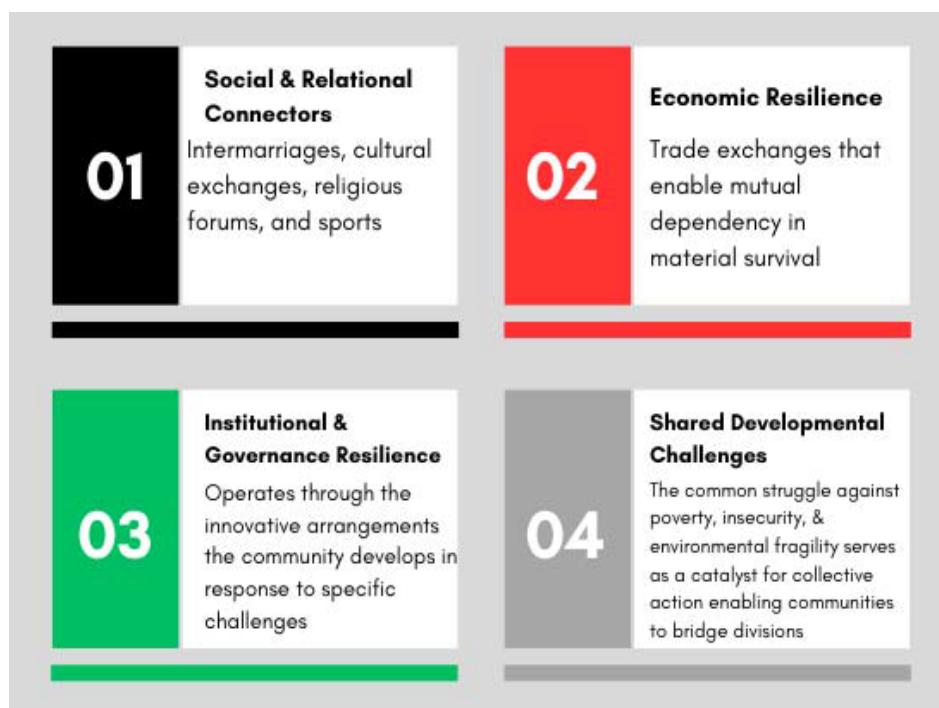 01
Social & Relational
Connectors
Intermarriages, cultural
exchanges, religious
forums, and sports
02
Economic Resilience
Trade exchanges that
enable mutual
dependency in
material survival
03
Institutional &
Governance Resilience
Operates through the
innovative arrangements
the community develops in
response to specific
challenges
04
Shared Developmental
Challenges
The common struggle against
poverty, insecurity, &
environmental fragility serves
as a catalyst for collective
action enabling communities
to bridge divisions